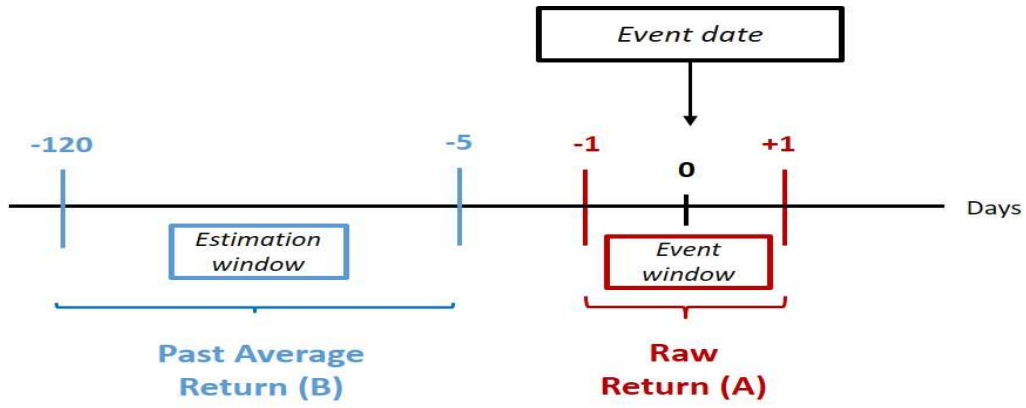 Event date
-120
-5
-1
0
+1
Days
Estimation
window
Event
window
Past Average
Return (B)
Raw
Return (A)